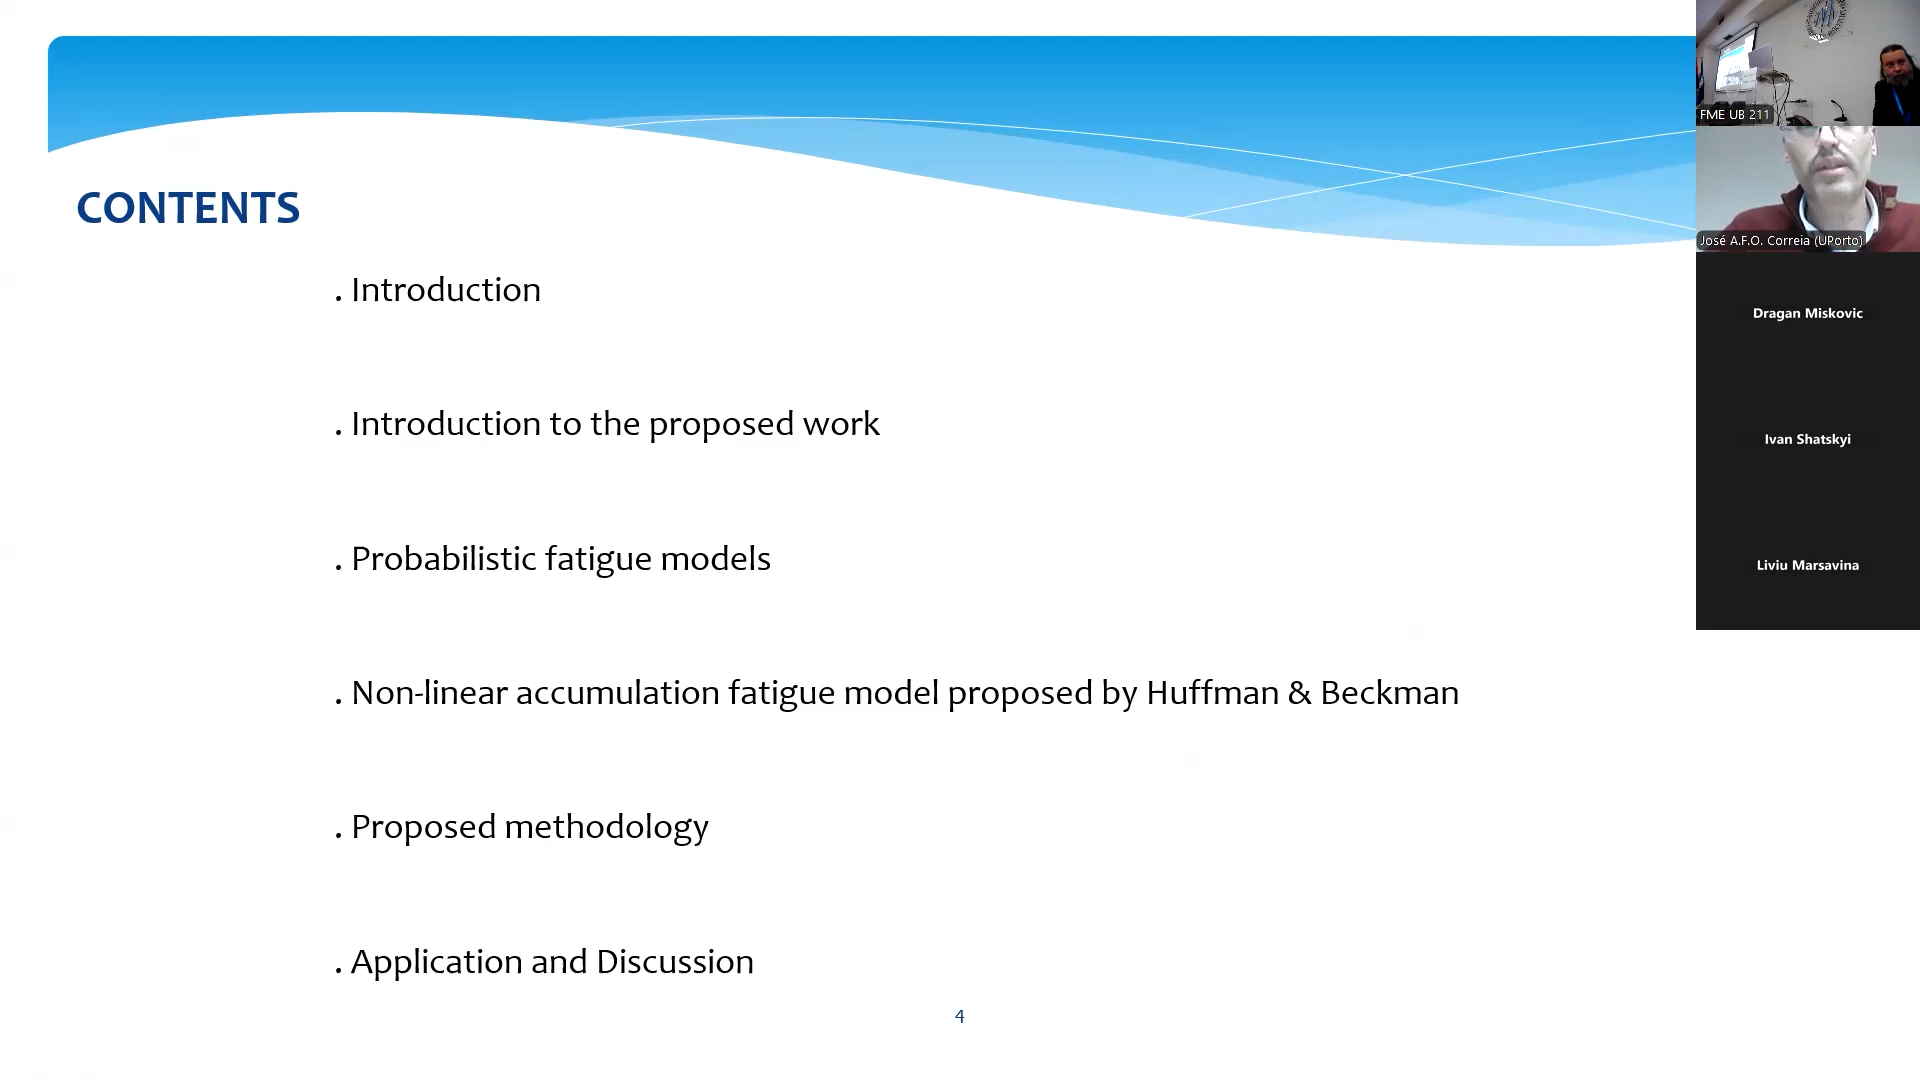 CONTENTS
. Introduction
. Introduction to the proposed work
. Probabilistic fatigue models
. Non-linear accumulation fatigue model proposed by Huffman & Beckman
. Proposed methodology
. Application and Discussion
4
FME UB 211
José A.F.O. Correia (UPorto)
Dragan Miskovic
Ivan Shatskyi
Liviu Marsavina